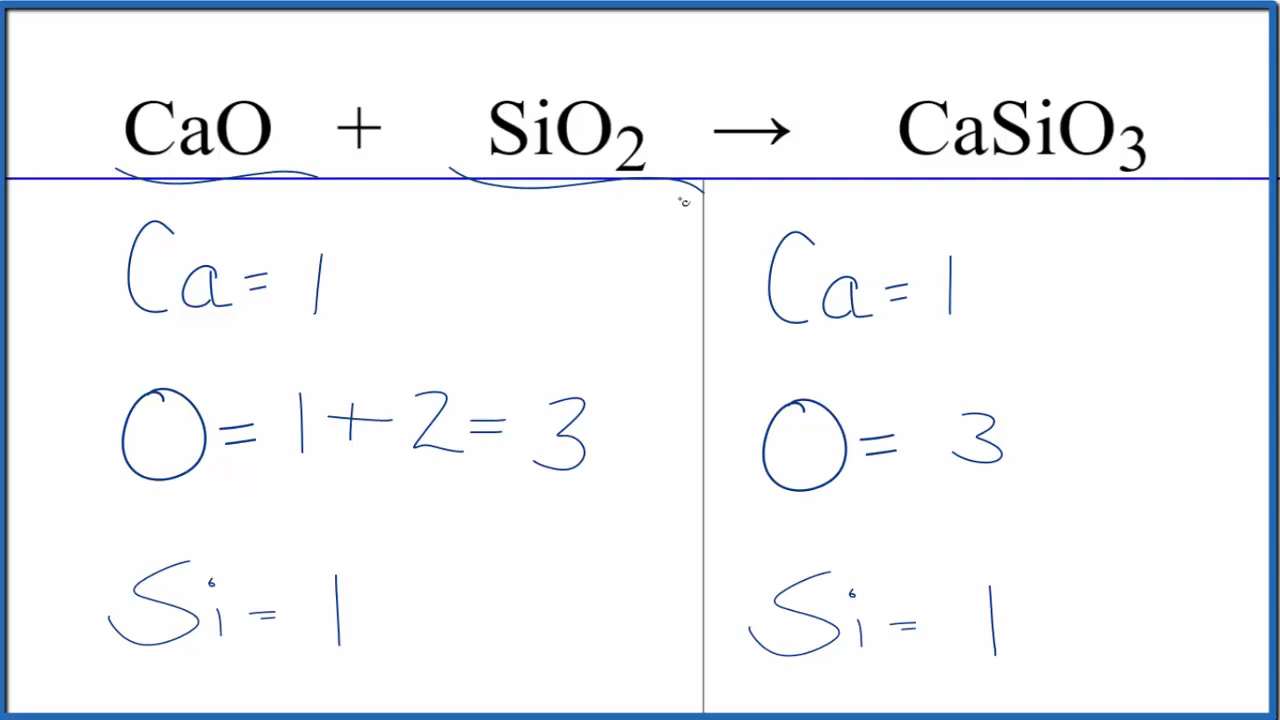 CaO + SiO₂ → CaSiO₃
Ca = 1
O = 1 + 2 = 3
Si = 1
Ca = 1
O = 3
Si = 1